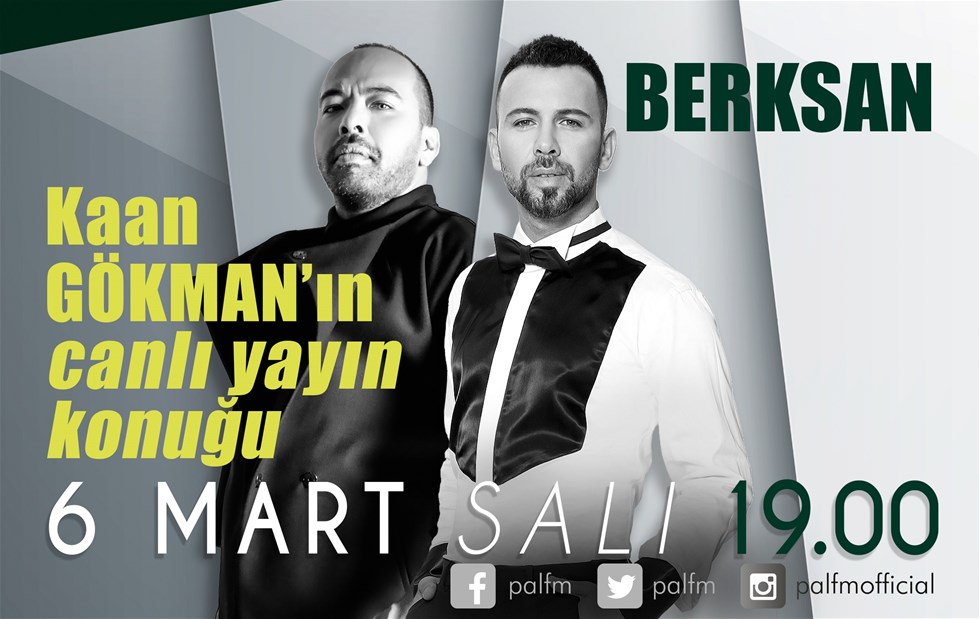 BERKSAN
Kaan
GÖKMAN’ın
canlı yayın
konuğu
6 MART SALI 19.00
palfm palfm palfmofficial